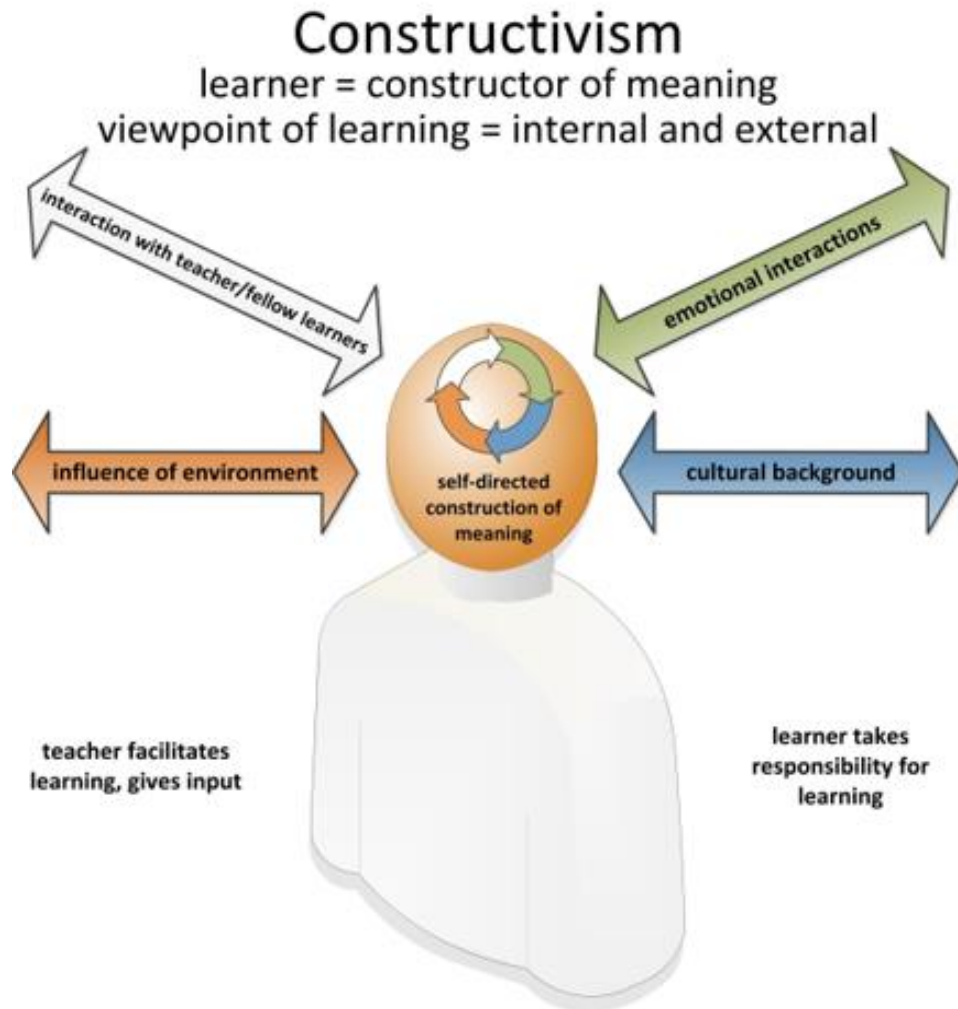 Constructivism
learner = constructor of meaning
viewpoint of learning = internal and external
interaction with
teacher/fellow learners
emotional interactions
influence of environment
self-directed
construction of
meaning
cultural background
teacher facilitates
learning, gives input
learner takes
responsibility for
learning